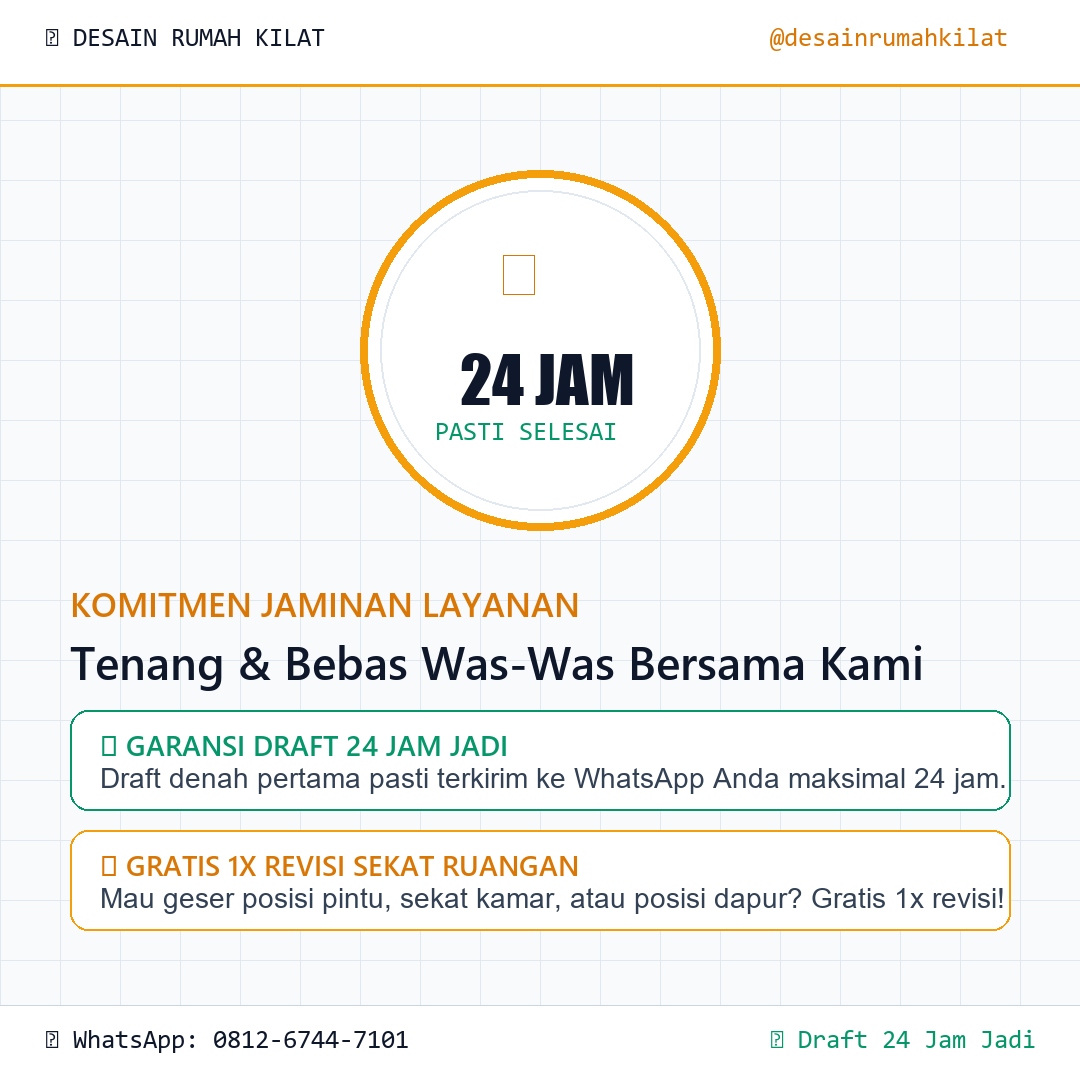 DESAIN RUMAH KILAT
@desainrumahkilat
24 JAM
PASTI SELESAI
KOMITMEN JAMINAN LAYANAN
Tenang & Bebas Was-Was Bersama Kami
GARANSI DRAFT 24 JAM JADI
Draft denah pertama pasti terkirim ke WhatsApp Anda maksimal 24 jam.
GRATIS 1X REVISI SEKAT RUANGAN
Mau geser posisi pintu, sekat kamar, atau posisi dapur? Gratis 1x revisi!
WhatsApp: 0812-6744-7101
Draft 24 Jam Jadi